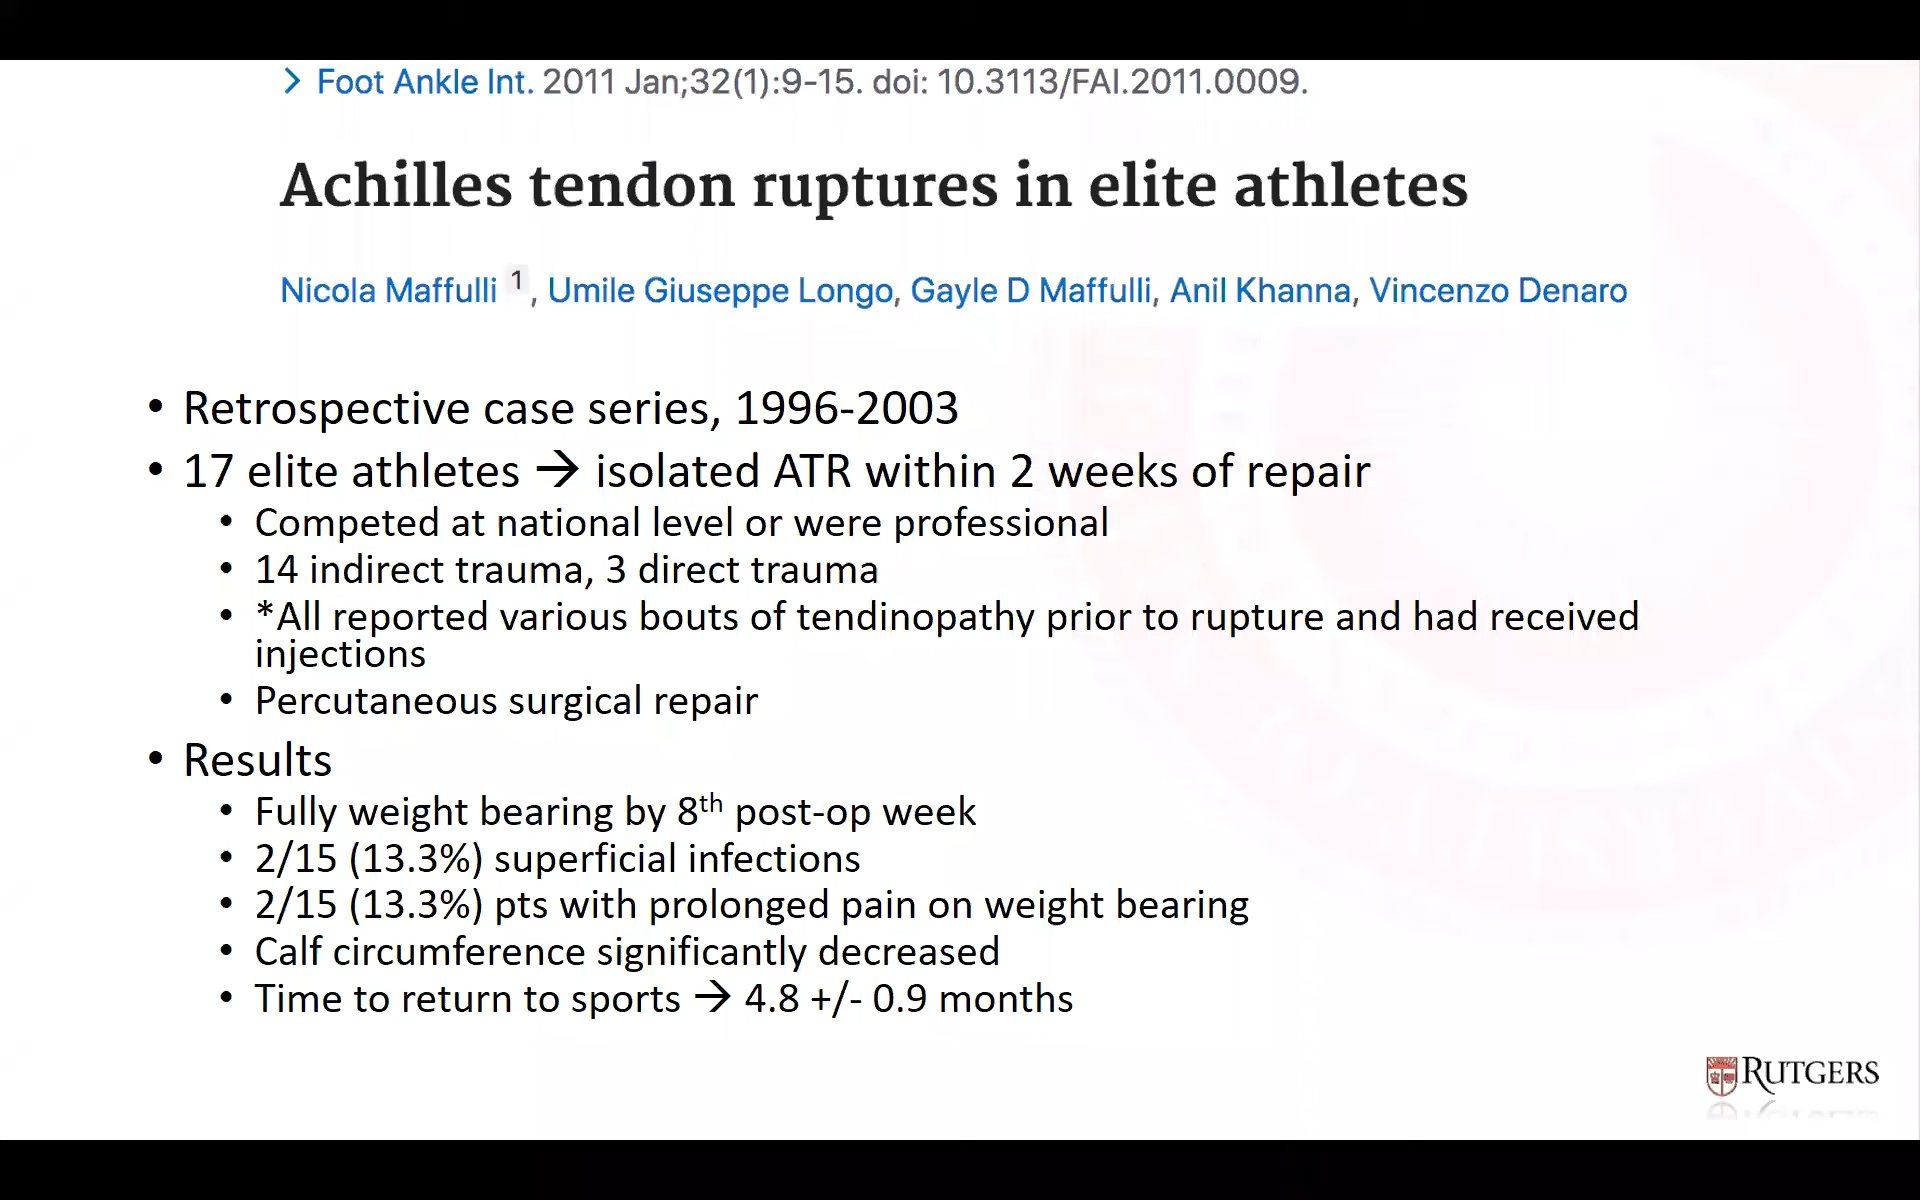 > Foot Ankle Int. 2011 Jan;32(1):9-15. doi: 10.3113/FAI.2011.0009.
Achilles tendon ruptures in elite athletes
Nicola Maffulli 1, Umile Giuseppe Longo, Gayle D Maffulli, Anil Khanna, Vincenzo Denaro
• Retrospective case series, 1996-2003
• 17 elite athletes → isolated ATR within 2 weeks of repair
• Competed at national level or were professional
• 14 indirect trauma, 3 direct trauma
• *All reported various bouts of tendinopathy prior to rupture and had received
injections
• Percutaneous surgical repair
• Results
• Fully weight bearing by 8th post-op week
• 2/15 (13.3%) superficial infections
• 2/15 (13.3%) pts with prolonged pain on weight bearing
• Calf circumference significantly decreased
• Time to return to sports → 4.8 +/- 0.9 months
RUTGERS